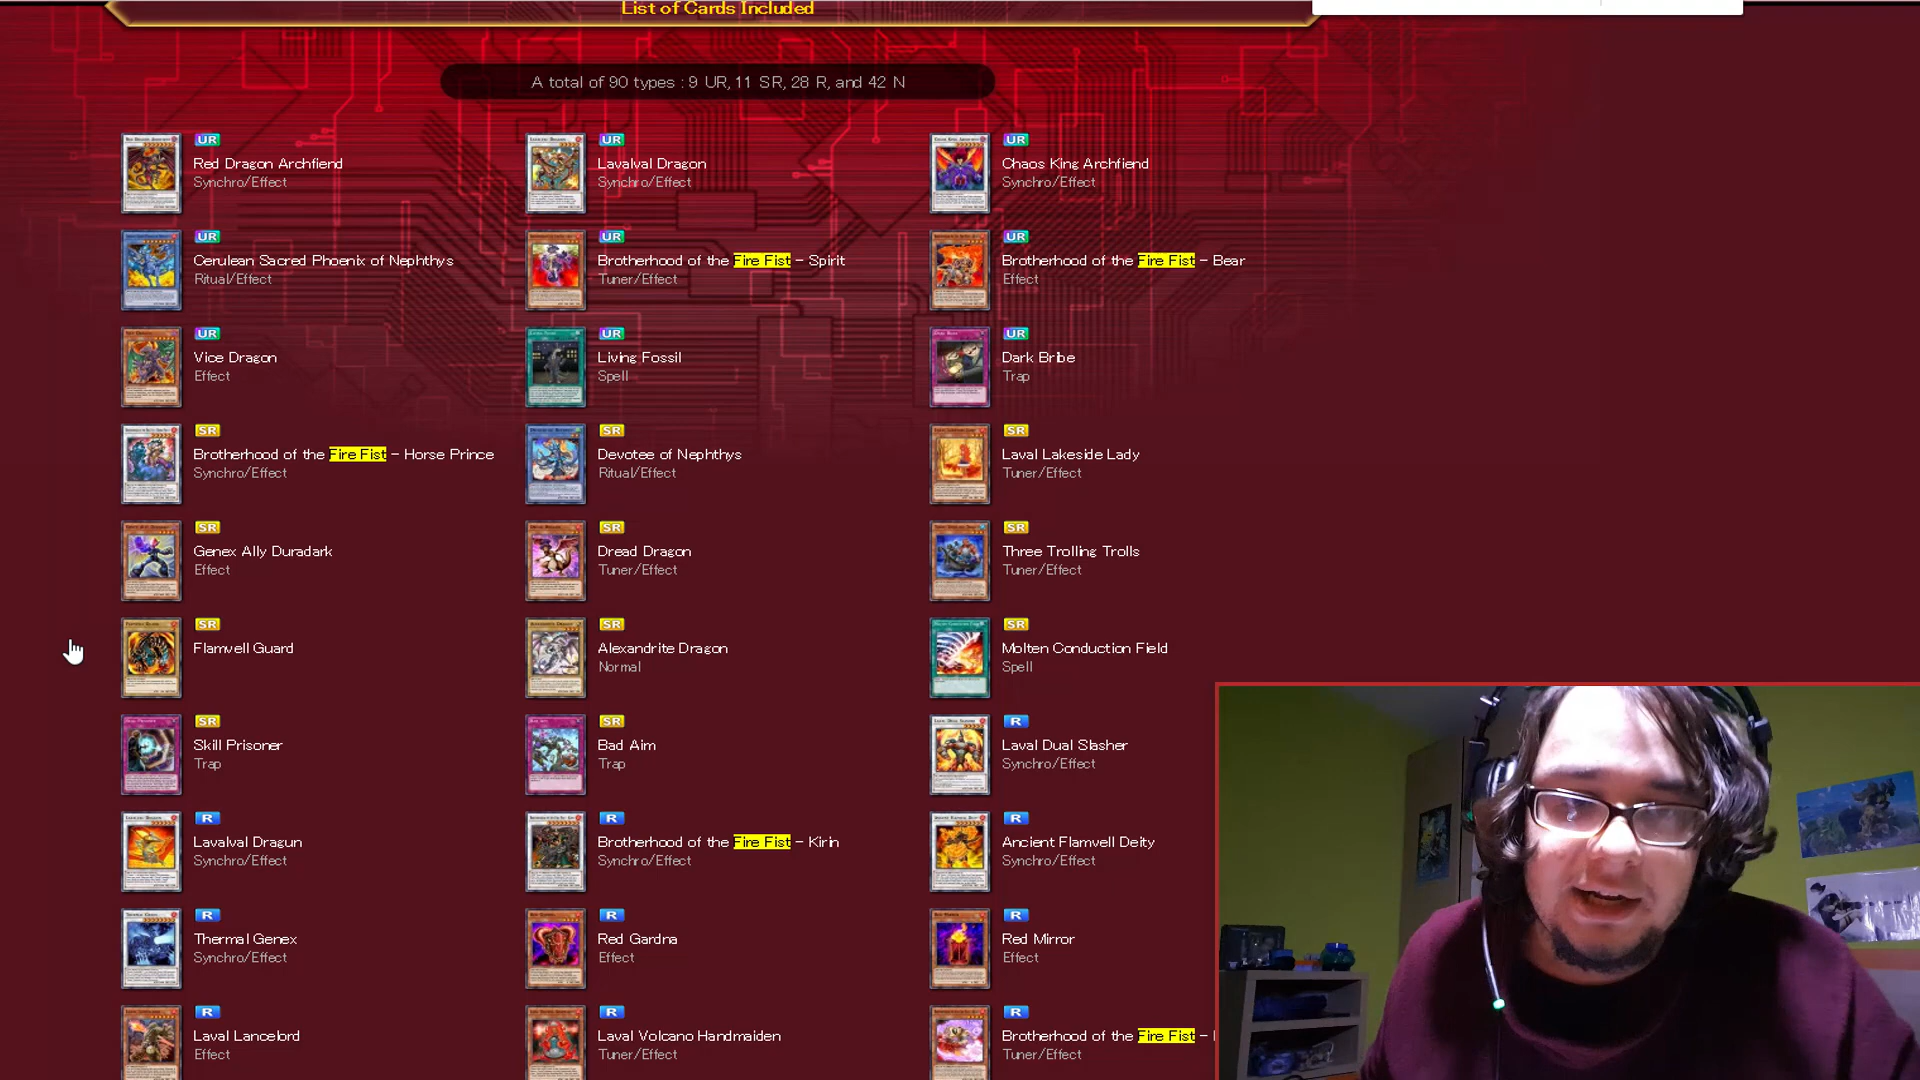 List of Cards Included
A total of 90 types : 9 UR, 11 SR, 28 R, and 42 N
UR
Red Dragon Archfiend
Synchro/Effect
UR
Lavalval Dragon
Synchro/Effect
UR
Chaos King Archfiend
Synchro/Effect
UR
Cerulean Sacred Phoenix of Nephthys
Ritual/Effect
UR
Brotherhood of the Fire Fist - Spirit
Tuner/Effect
UR
Brotherhood of the Fire Fist - Bear
Effect
UR
Vice Dragon
Effect
UR
Living Fossil
Spell
UR
Dark Bribe
Trap
SR
Brotherhood of the Fire Fist - Horse Prince
Synchro/Effect
SR
Devotee of Nephthys
Ritual/Effect
SR
Laval Lakeside Lady
Tuner/Effect
SR
Genex Ally Duradark
Effect
SR
Dread Dragon
Tuner/Effect
SR
Three Trolling Trolls
Tuner/Effect
SR
Flamvell Guard
SR
Alexandrite Dragon
Normal
SR
Molten Conduction Field
Spell
SR
Skill Prisoner
Trap
SR
Bad Aim
Trap
R
Laval Dual Slasher
Synchro/Effect
R
Lavalval Dragun
Synchro/Effect
R
Brotherhood of the Fire Fist - Kirin
Synchro/Effect
R
Ancient Flamvell Deity
Synchro/Effect
R
Thermal Genex
Synchro/Effect
R
Red Gardna
Effect
R
Red Mirror
Effect
R
Laval Lancelord
Effect
R
Laval Volcano Handmaiden
Tuner/Effect
R
Brotherhood of the Fire Fist -
Tuner/Effect